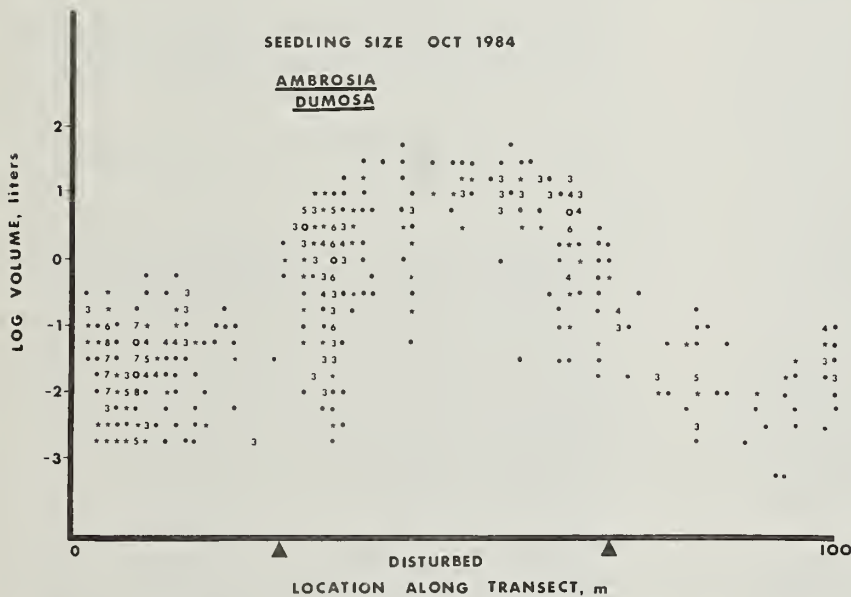 SEEDLING SIZE OCT 1984
AMBROSIA
DUMOSA
LOG VOLUME, liters
2
1
0
-1
-2
-3
0
100
DISTURBED
LOCATION ALONG TRANSECT, m